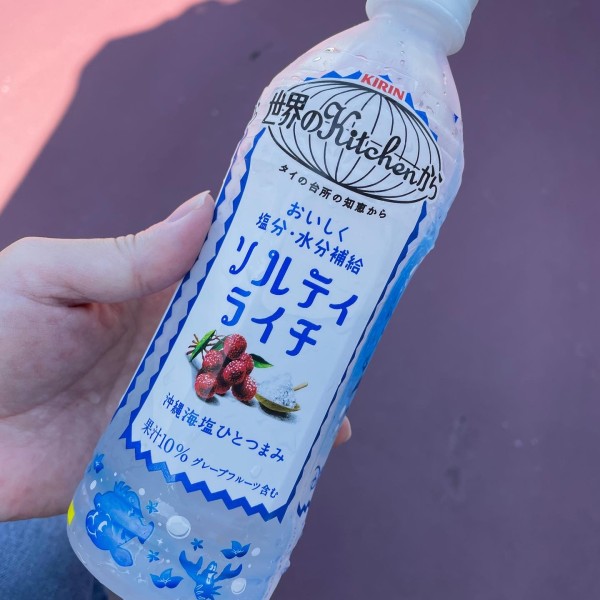 KIRIN
世界のKitchenから
タイの台所の知恵から
おいしく
塩分・水分補給
ソルティ
ライチ
沖縄海塩ひとつまみ
果汁10% グレープフルーツ含む